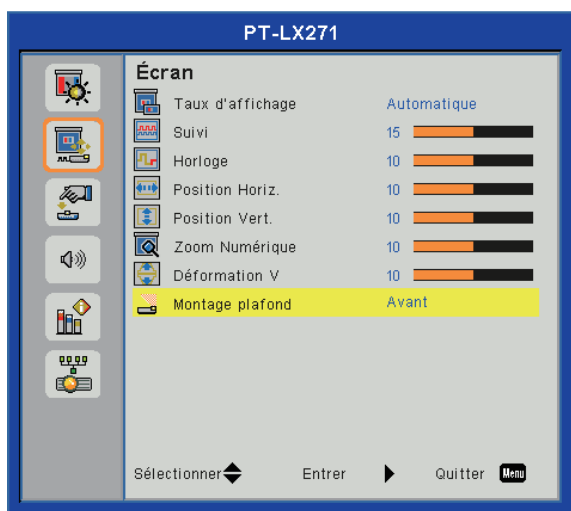 PT-LX271
Écran
Taux d'affichage Automatique
Suivi 15
Horloge 10
Position Horiz. 10
Position Vert. 10
Zoom Numérique 10
Déformation V 10
Montage plafond Avant
Sélectionner Entrer Quitter Menu